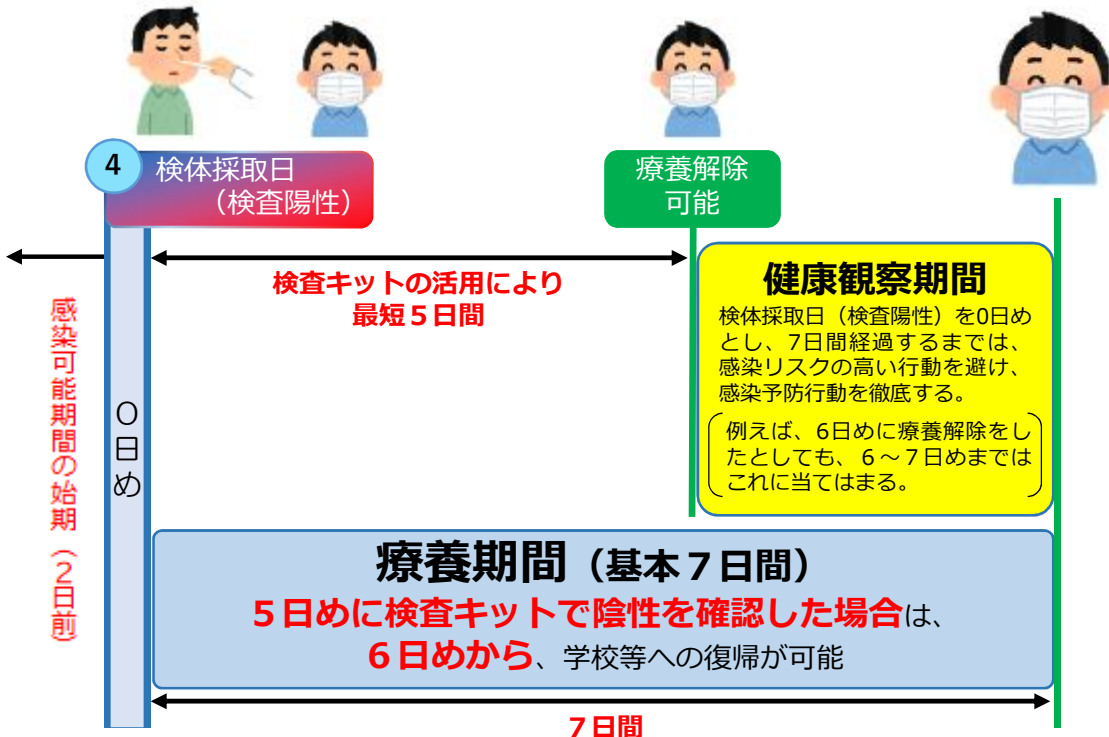 4
検体採取日
（検査陽性）
療養解除
可能
検査キットの活用により
最短５日間
感染可能期間の始期（２日前）
０日め
健康観察期間
検体採取日（検査陽性）を0日め
とし、7日間経過するまでは、
感染リスクの高い行動を避け、
感染予防行動を徹底する。
例えば、6日めに療養解除をし
たとしても、６～７日めまでは
これに当てはまる。
療養期間（基本７日間）
５日めに検査キットで陰性を確認した場合は、
６日めから、学校等への復帰が可能
７日間